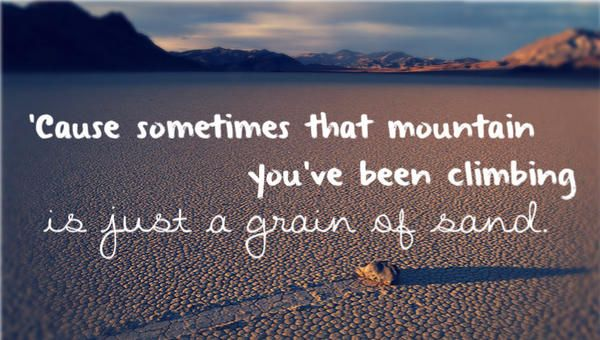 'Cause sometimes that mountain
you've been climbing
is just a grain of sand.